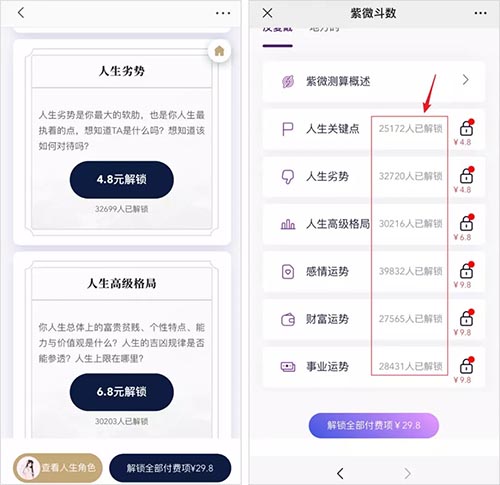 人生劣势
人生劣势是你最大的软肋，也是你人生最
执着的点，想知道TA是什么吗？想知道该
如何对待吗？
4.8元解锁
32699人已解锁
人生高级格局
你人生总体上的富贵贫贱、个性特点、能
力与价值观是什么？人生的吉凶规律是否
能参透？人生上限在哪里？
6.8元解锁
30203人已解锁
查看人生角色
解锁全部付费项¥29.8
紫微斗数
紫微测算概述
人生关键点
25172人已解锁
¥4.8
人生劣势
32720人已解锁
¥4.8
人生高级格局
30216人已解锁
¥6.8
感情运势
39832人已解锁
¥9.8
财富运势
27565人已解锁
¥9.8
事业运势
28431人已解锁
¥9.8
解锁全部付费项¥29.8